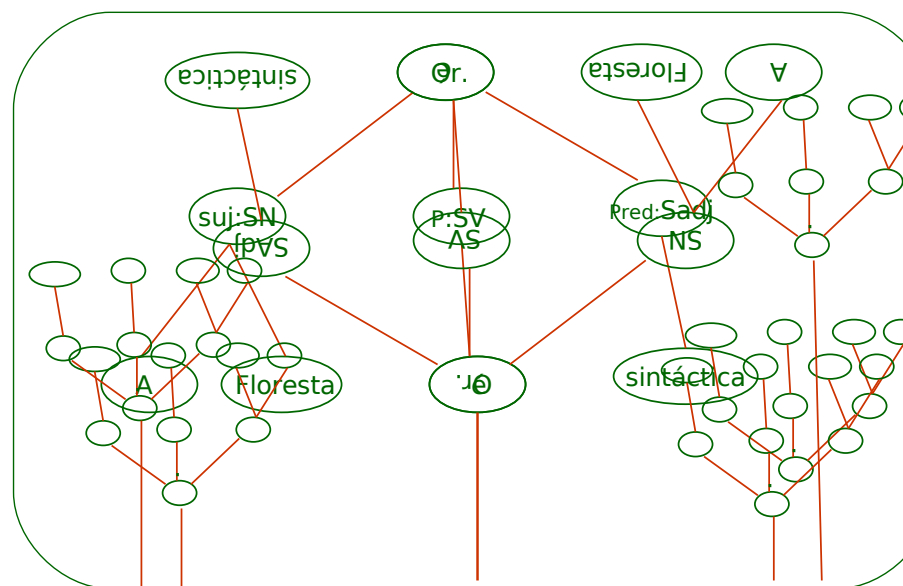 sintáctica Or. é Floresta A
suj:SN P:SV Pred:Sadj
SAdj. SV SN
A Floresta é Or. sintáctica